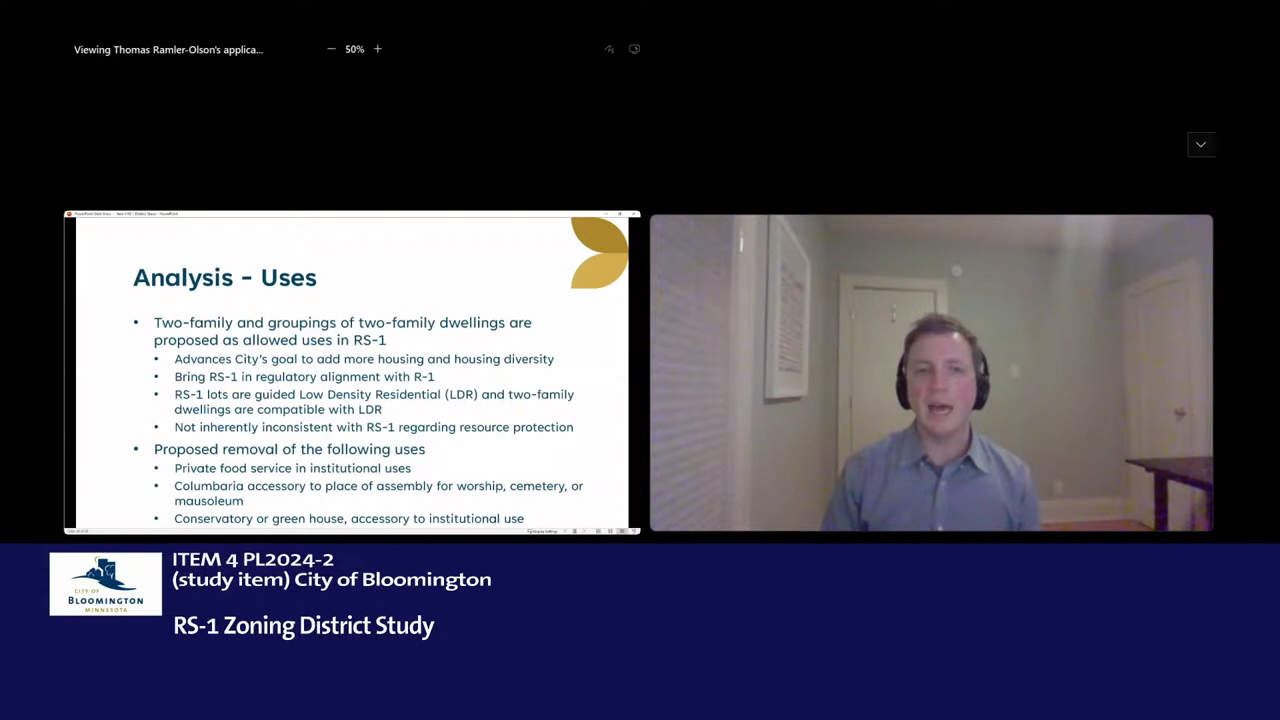 Viewing Thomas Ramler-Olson's applica...
50%
Analysis - Uses
• Two-family and groupings of two-family dwellings are
proposed as allowed uses in RS-1
• Advances City's goal to add more housing and housing diversity
• Bring RS-1 in regulatory alignment with R-1
• RS-1 lots are guided Low Density Residential (LDR) and two-family
dwellings are compatible with LDR
• Not inherently inconsistent with RS-1 regarding resource protection
• Proposed removal of the following uses
• Private food service in institutional uses
• Columbaria accessory to place of assembly for worship, cemetery, or
mausoleum
• Conservatory or green house, accessory to institutional use
CITY OF
BLOOMINGTON
MINNESOTA
ITEM 4 PL2024-2
(study item) City of Bloomington
RS-1 Zoning District Study